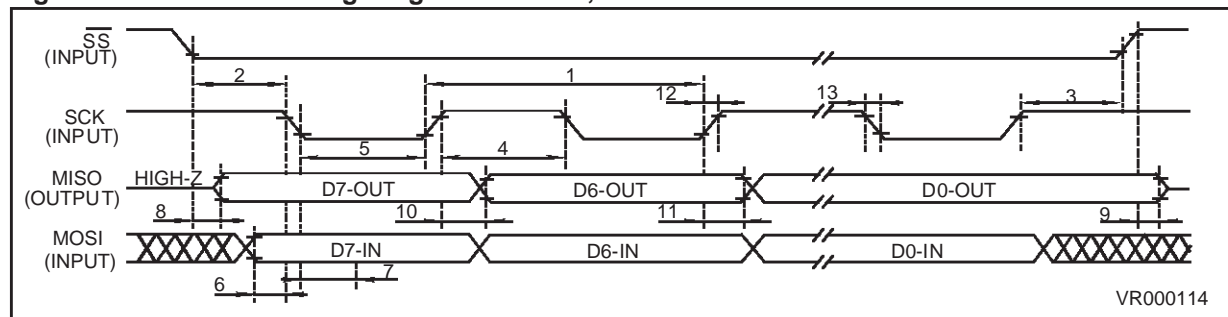 SS
(INPUT)
2
1
12
13
3
SCK
(INPUT)
5
4
MISO
(OUTPUT)
HIGH-Z
D7-OUT
D6-OUT
D0-OUT
8
10
11
9
MOSI
(INPUT)
D7-IN
D6-IN
D0-IN
6
7
VR000114